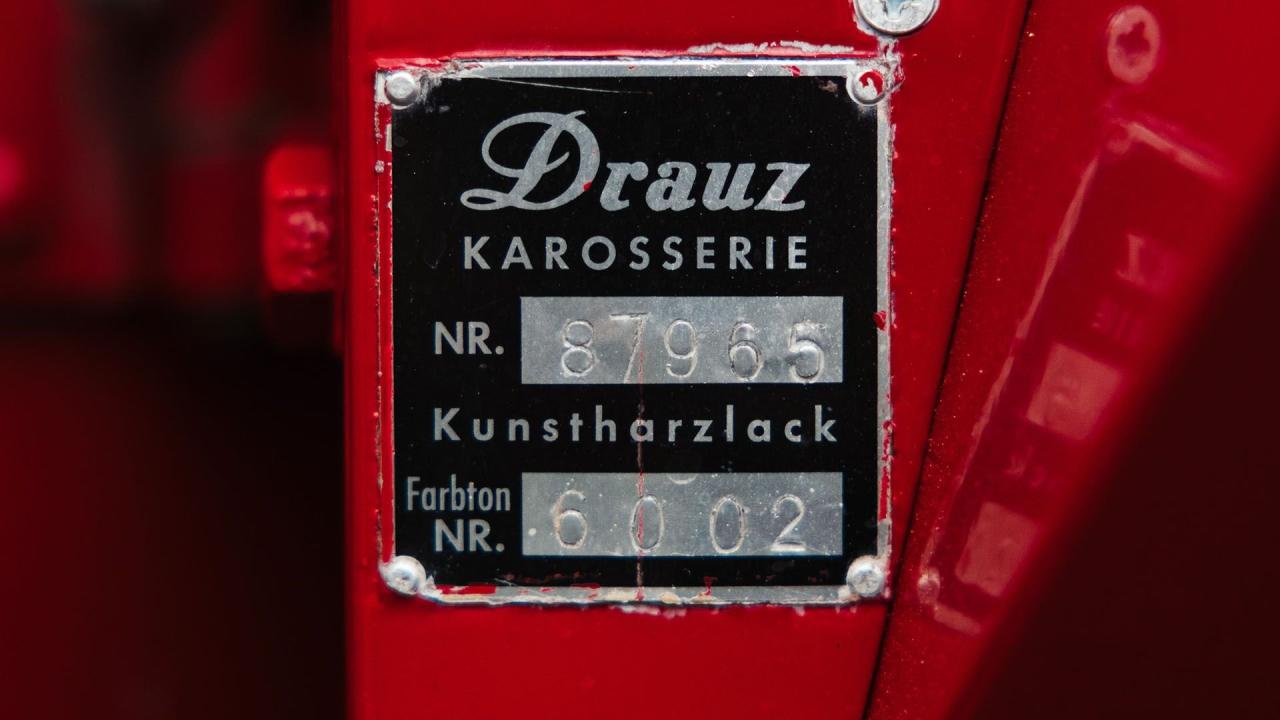 Drauz
KAROSSERIE
NR. 87965
Kunstharzlack
Farbton
NR. 6002